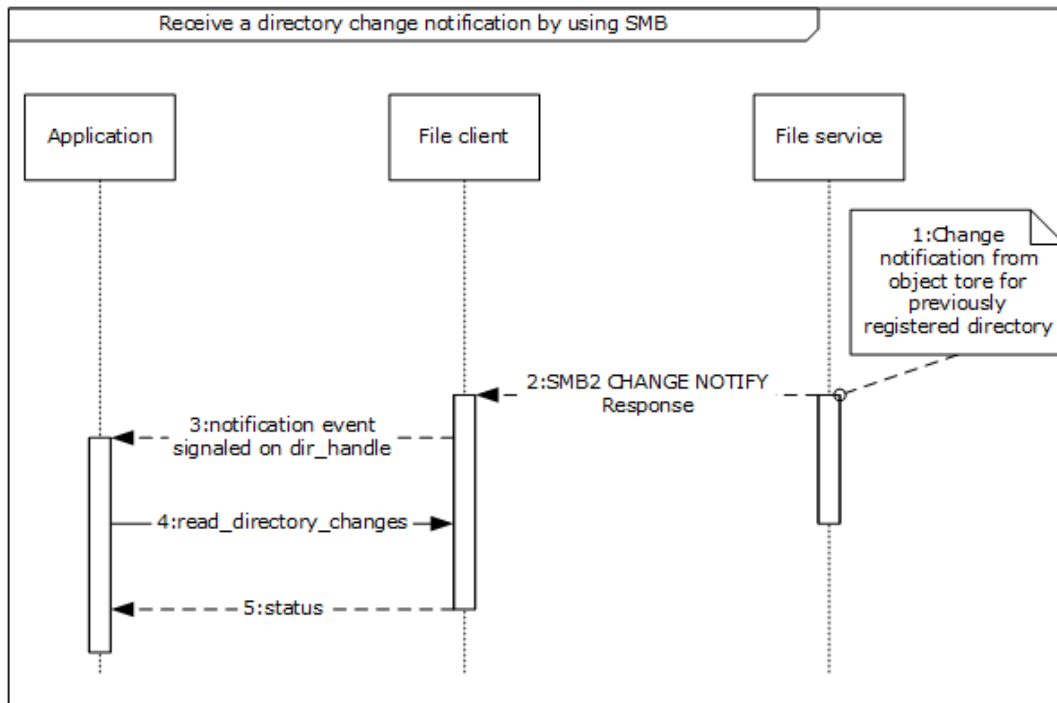 Receive a directory change notification by using SMB
Application
File client
File service
1:Change
notification from
object tore for
previously
registered directory
2:SMB2 CHANGE NOTIFY
Response
3:notification event
signaled on dir_handle
4:read_directory_changes
5:status